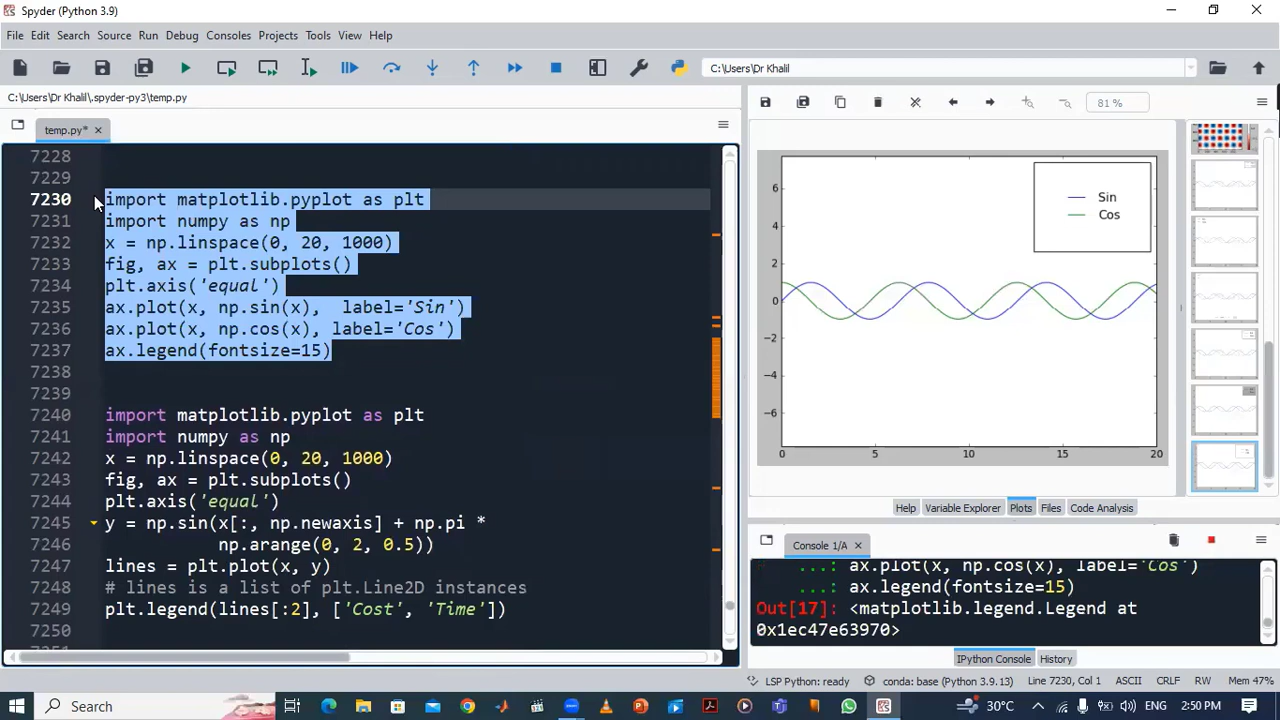 Spyder (Python 3.9)
File Edit Search Source Run Debug Consoles Projects Tools View Help
C:\Users\Dr Khalil
C:\Users\Dr Khalil\.spyder-py3\temp.py
temp.py*
81 %
7228
7229
7230 import matplotlib.pyplot as plt
7231 import numpy as np
7232 x = np.linspace(0, 20, 1000)
7233 fig, ax = plt.subplots()
7234 plt.axis('equal')
7235 ax.plot(x, np.sin(x),  label='Sin')
7236 ax.plot(x, np.cos(x), label='Cos')
7237 ax.legend(fontsize=15)
7238
7239
7240 import matplotlib.pyplot as plt
7241 import numpy as np
7242 x = np.linspace(0, 20, 1000)
7243 fig, ax = plt.subplots()
7244 plt.axis('equal')
7245 y = np.sin(x[:, np.newaxis] + np.pi *
7246 np.arange(0, 2, 0.5))
7247 lines = plt.plot(x, y)
7248 # lines is a list of plt.Line2D instances
7249 plt.legend(lines[:2], ['Cost', 'Time'])
7250
Sin
Cos
6
4
2
0
−2
−4
−6
0 5 10 15 20
Help Variable Explorer Plots Files Code Analysis
Console 1/A
...: ax.plot(x, np.cos(x), label='Cos')
...: ax.legend(fontsize=15)
Out[17]: <matplotlib.legend.Legend at
0x1ec47e63970>
IPython Console History
LSP Python: ready conda: base (Python 3.9.13) Line 7230, Col 1 ASCII CRLF RW Mem 47%
Search 30°C ENG 2:50 PM